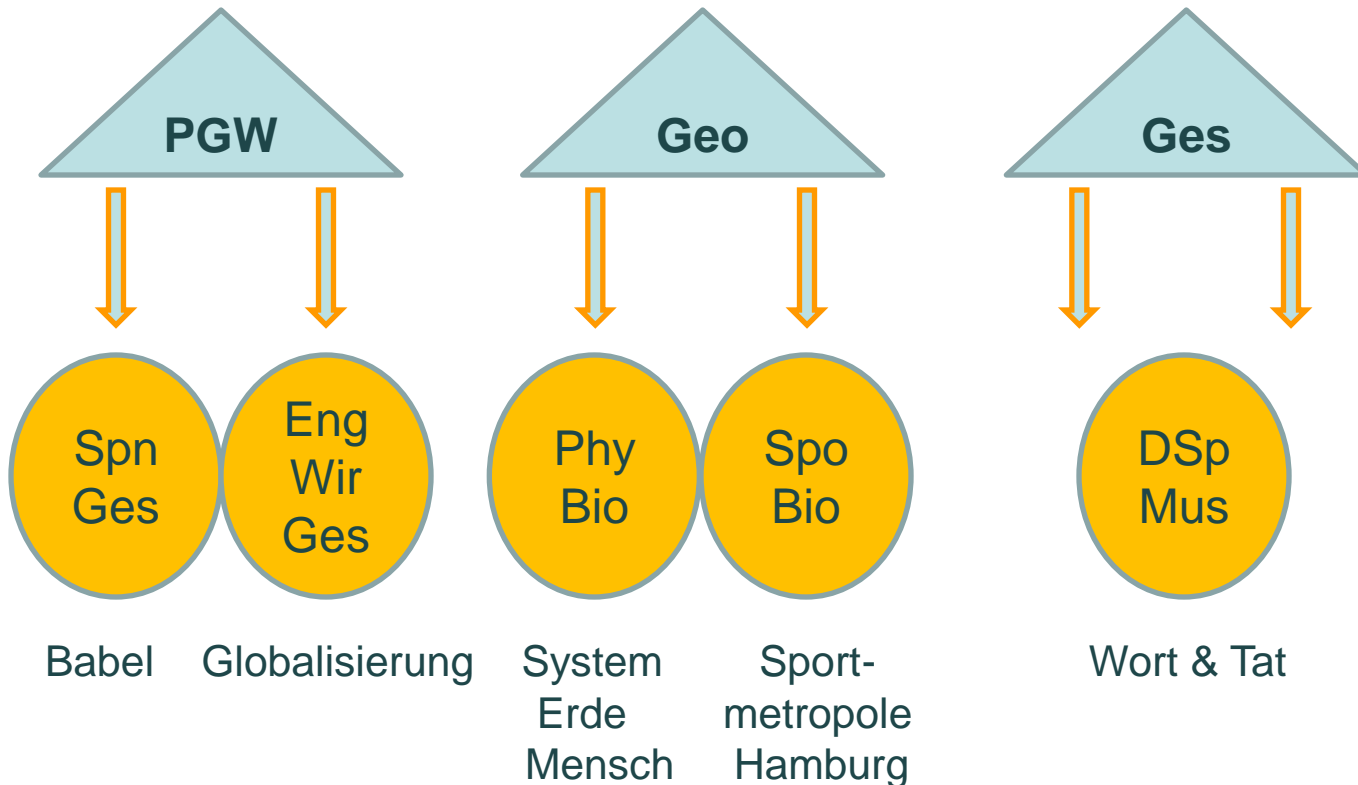 PGW
Geo
Ges
Spn
Ges
Eng
Wir
Ges
Phy
Bio
Spo
Bio
DSp
Mus
Babel
Globalisierung
System
Erde
Mensch
Sport-
metropole
Hamburg
Wort & Tat